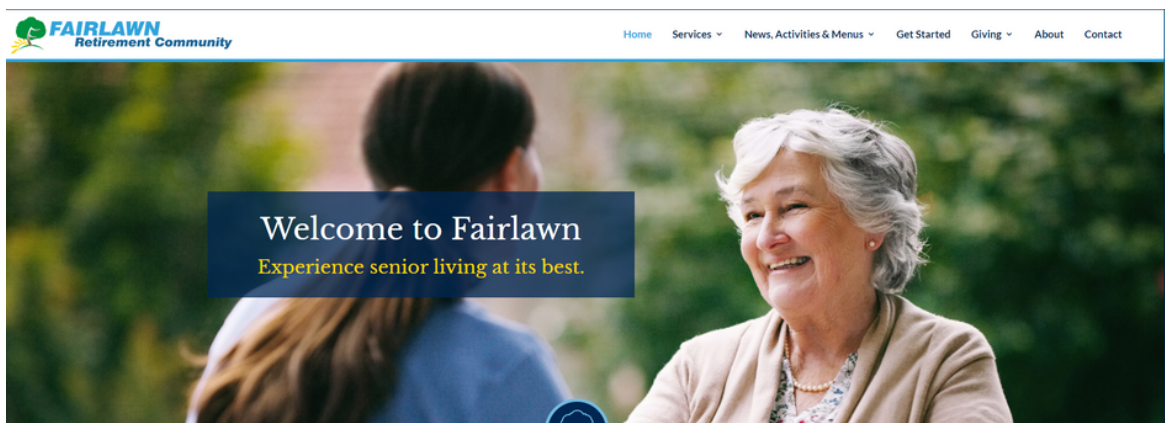 FAIRLAWN
Retirement Community
Home Services News, Activities & Menus Get Started Giving About Contact
Welcome to Fairlawn
Experience senior living at its best.